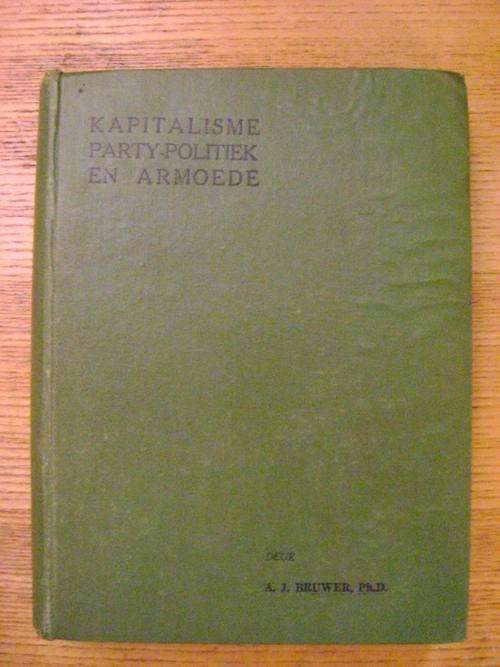 KAPITALISME
PARTY-POLITIEK
EN ARMOEDE
DEUR
A. J. BRUWER, Ph.D.